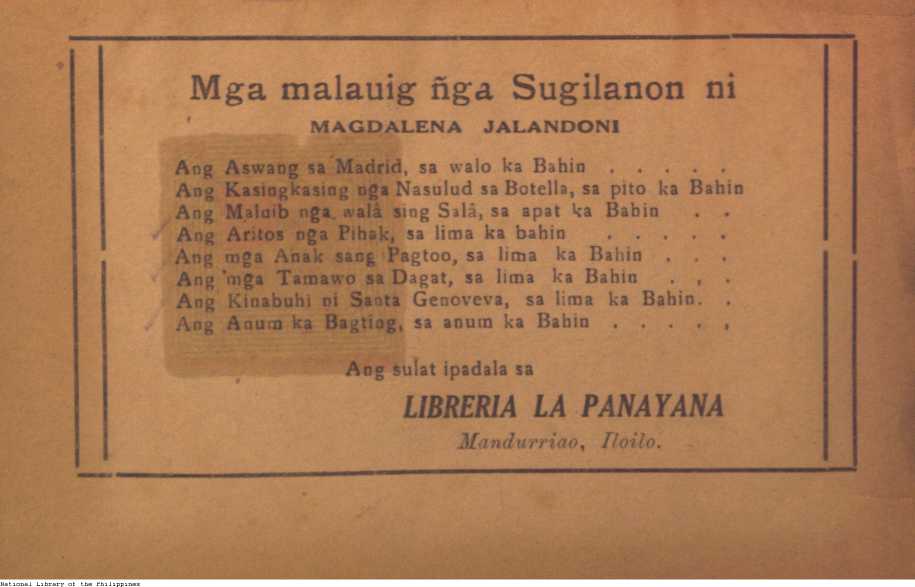 Mga malauig ñga Sugilanon ni
MAGDALENA JALANDONI
Ang Aswang sa Madrid, sa walo ka Bahin . . . . .
Ang Kasingkasing nga Nasulud sa Botella, sa pito ka Bahin
Ang Maluib nga walâ sing Salâ, sa apat ka Bahin . .
Ang Aritos nga Pihak, sa lima ka bahin . . . . .
Ang mga Anak sang Pagtoo, sa lima ka Bahin . . .
Ang mga Tamawo sa Dagat, sa lima ka Bahin . . .
Ang Kinabuhi ni Santa Genoveva, sa lima ka Bahin. .
Ang Anum ka Bagting, sa anum ka Bahin . . . . .
Ang sulat ipadala sa
LIBRERIA LA PANAYANA
Mandurriao, Iloilo.
National Library of the Philippines